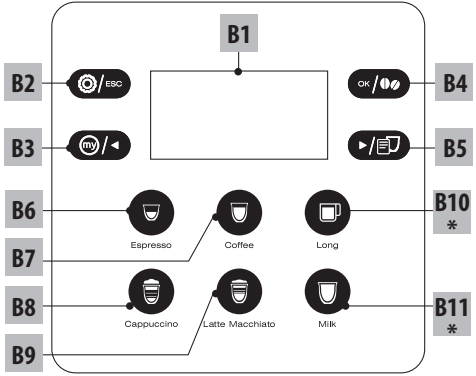 B1
B2 /ESC OK/ B4
B3 my/◄ ►/ B5
B6 B10
*
Espresso Coffee Long
B7
B8 B11
*
Cappuccino Latte Macchiato Milk
B9